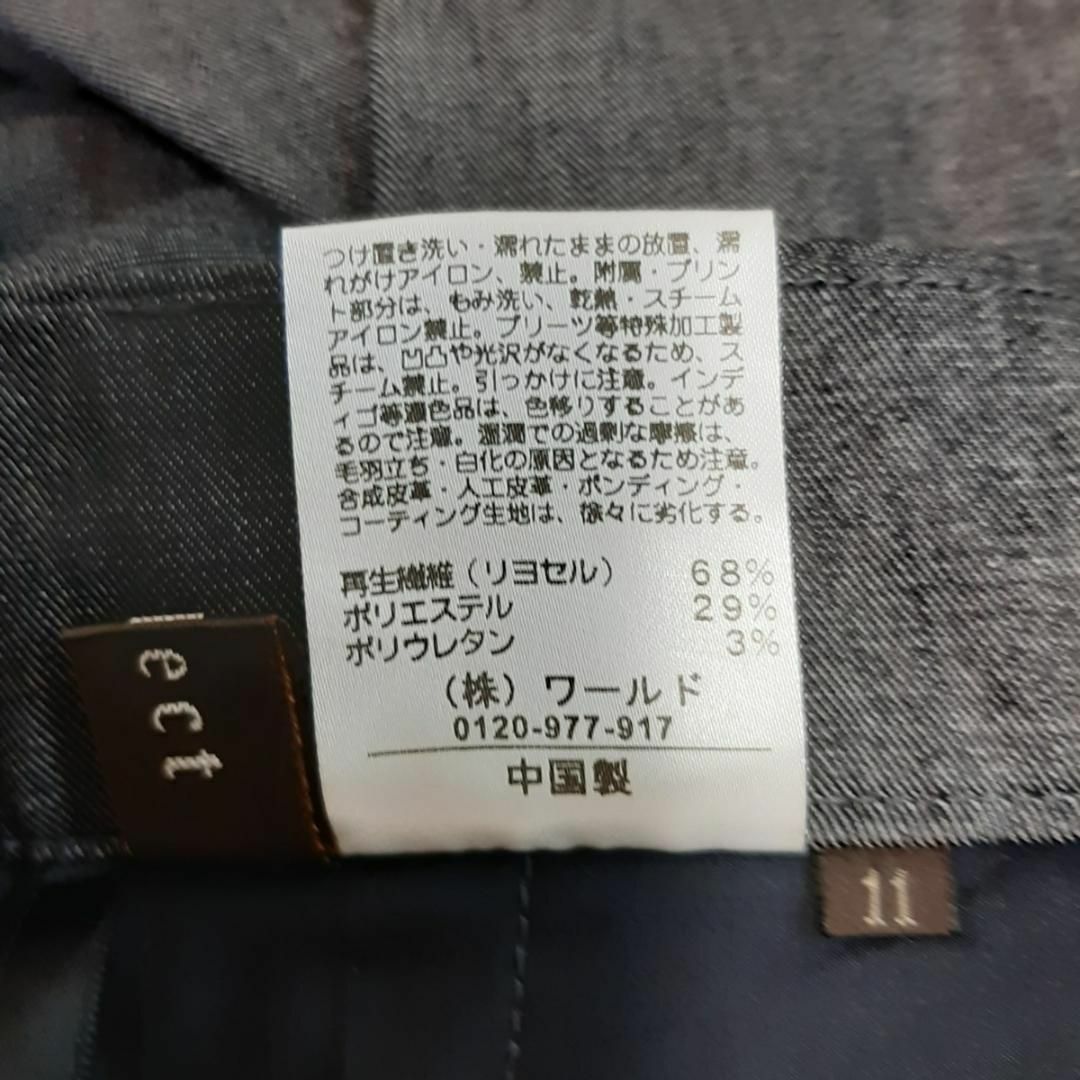 つけ置き洗い・濡れたままの放置、濡
れがけアイロン、禁止。附属・プリン
ト部分は、もみ洗い、乾熱・スチーム
アイロン禁止。プリーツ等特殊加工製
品は、凹凸や光沢がなくなるため、ス
チーム禁止。引っかけに注意。インデ
ィゴ等濃色品は、色移りすることがあ
るので注意。湿潤での過剰な摩擦は、
毛羽立ち・白化の原因となるため注意。
合成皮革・人工皮革・ボンディング・
コーティング生地は、徐々に劣化する。
再生繊維（リヨセル） 68%
ポリエステル 29%
ポリウレタン 3%
（株）ワールド
0120-977-917
中国製
ect
11